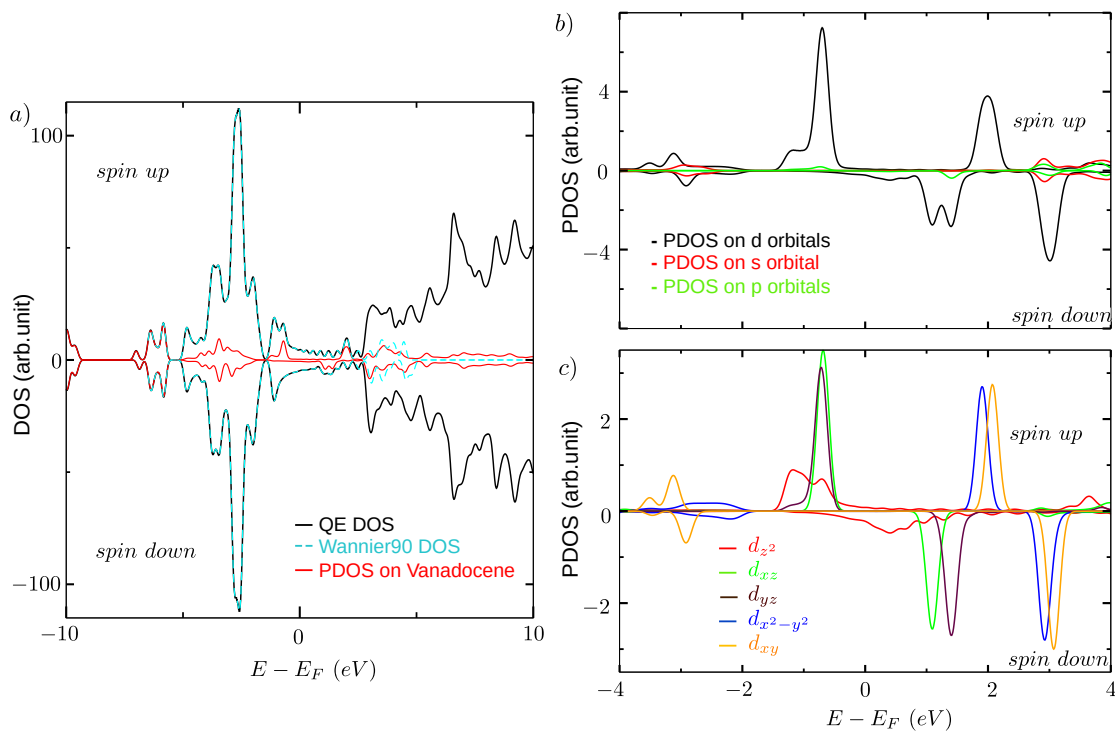 a)
−10
0
10
100
0
−100
DOS (arb.unit)
E − E_F (eV)
spin up
spin down
QE DOS
Wannier90 DOS
PDOS on Vanadocene
b)
4
0
−4
PDOS (arb.unit)
spin up
- PDOS on d orbitals
- PDOS on s orbital
- PDOS on p orbitals
spin down
c)
2
0
−2
PDOS (arb.unit)
spin up
d_{z^2}
d_{xz}
d_{yz}
d_{x^2−y^2}
d_{xy}
spin down
−4
−2
0
2
4
E − E_F (eV)